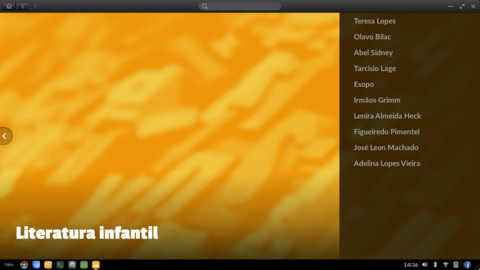 Teresa Lopes
Olavo Bilac
Abel Sidney
Tarcísio Lage
Esopo
Irmãos Grimm
Lenira Almeida Heck
Figueiredo Pimentel
José Leon Machado
Adelina Lopes Vieira
Literatura infantil
14:36